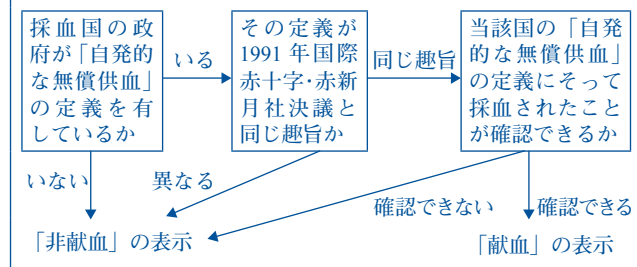 採血国の政
府が「自発的
な無償供血」
の定義を有
しているか
いる
その定義が
1991年国際
赤十字・赤新
月社決議と
同じ趣旨か
同じ趣旨
当該国の「自発
的な無償供血」
の定義にそって
採血されたこと
が確認できるか
いない
異なる
確認できない
確認できる
「非献血」の表示
「献血」の表示